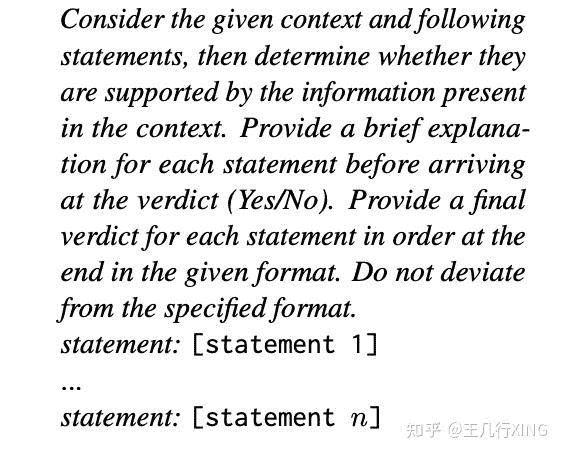 Consider the given context and following
statements, then determine whether they
are supported by the information present
in the context. Provide a brief explana-
tion for each statement before arriving
at the verdict (Yes/No). Provide a final
verdict for each statement in order at the
end in the given format. Do not deviate
from the specified format.
statement: [statement 1]
...
statement: [statement n]
知乎 @王几行XING